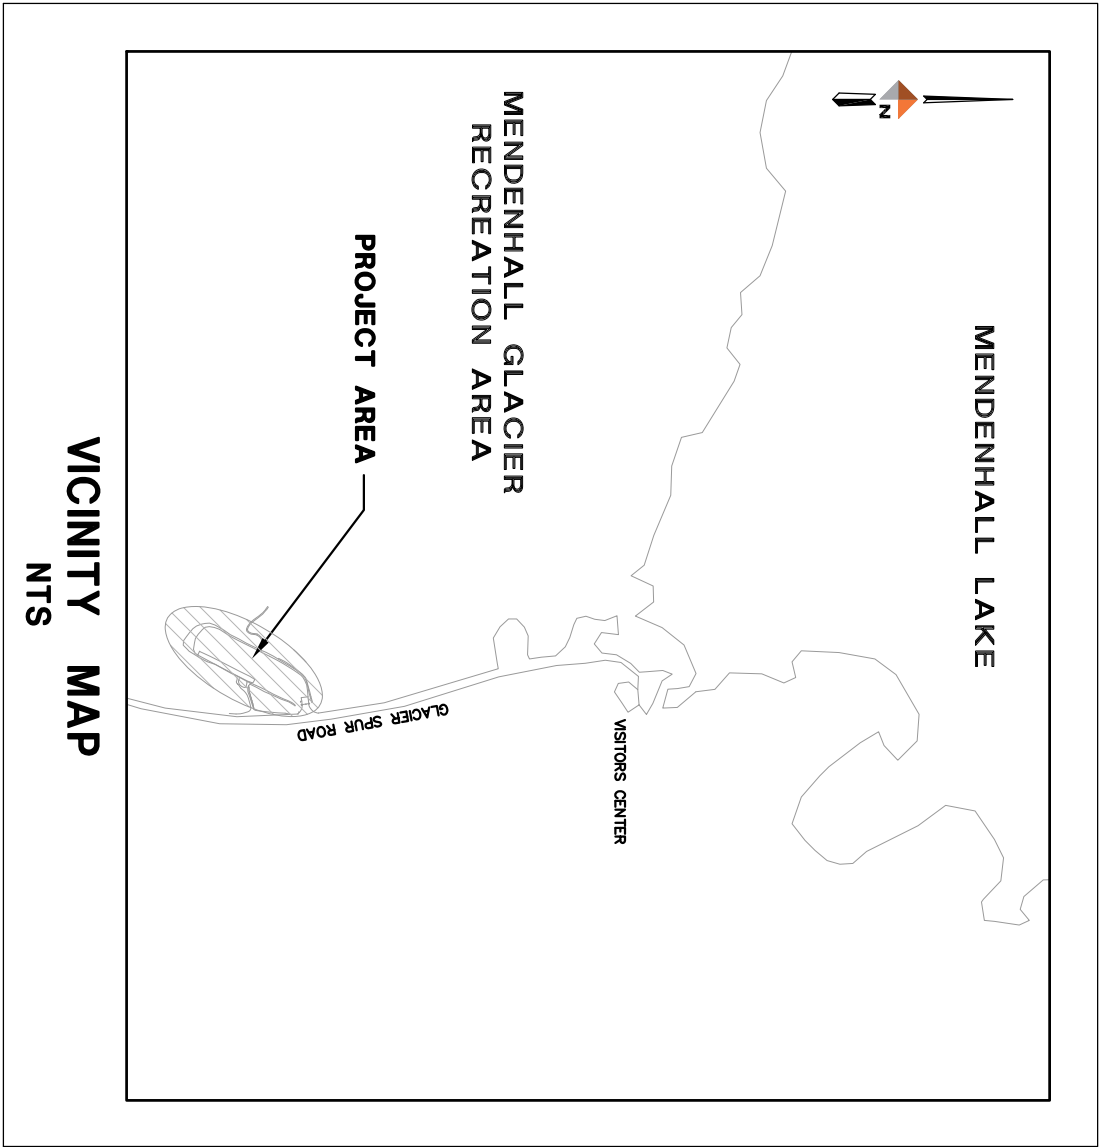 N
MENDENHALL LAKE
MENDENHALL GLACIER
RECREATION AREA
VISITORS CENTER
PROJECT AREA
GLACIER SPUR ROAD
VICINITY MAP
NTS